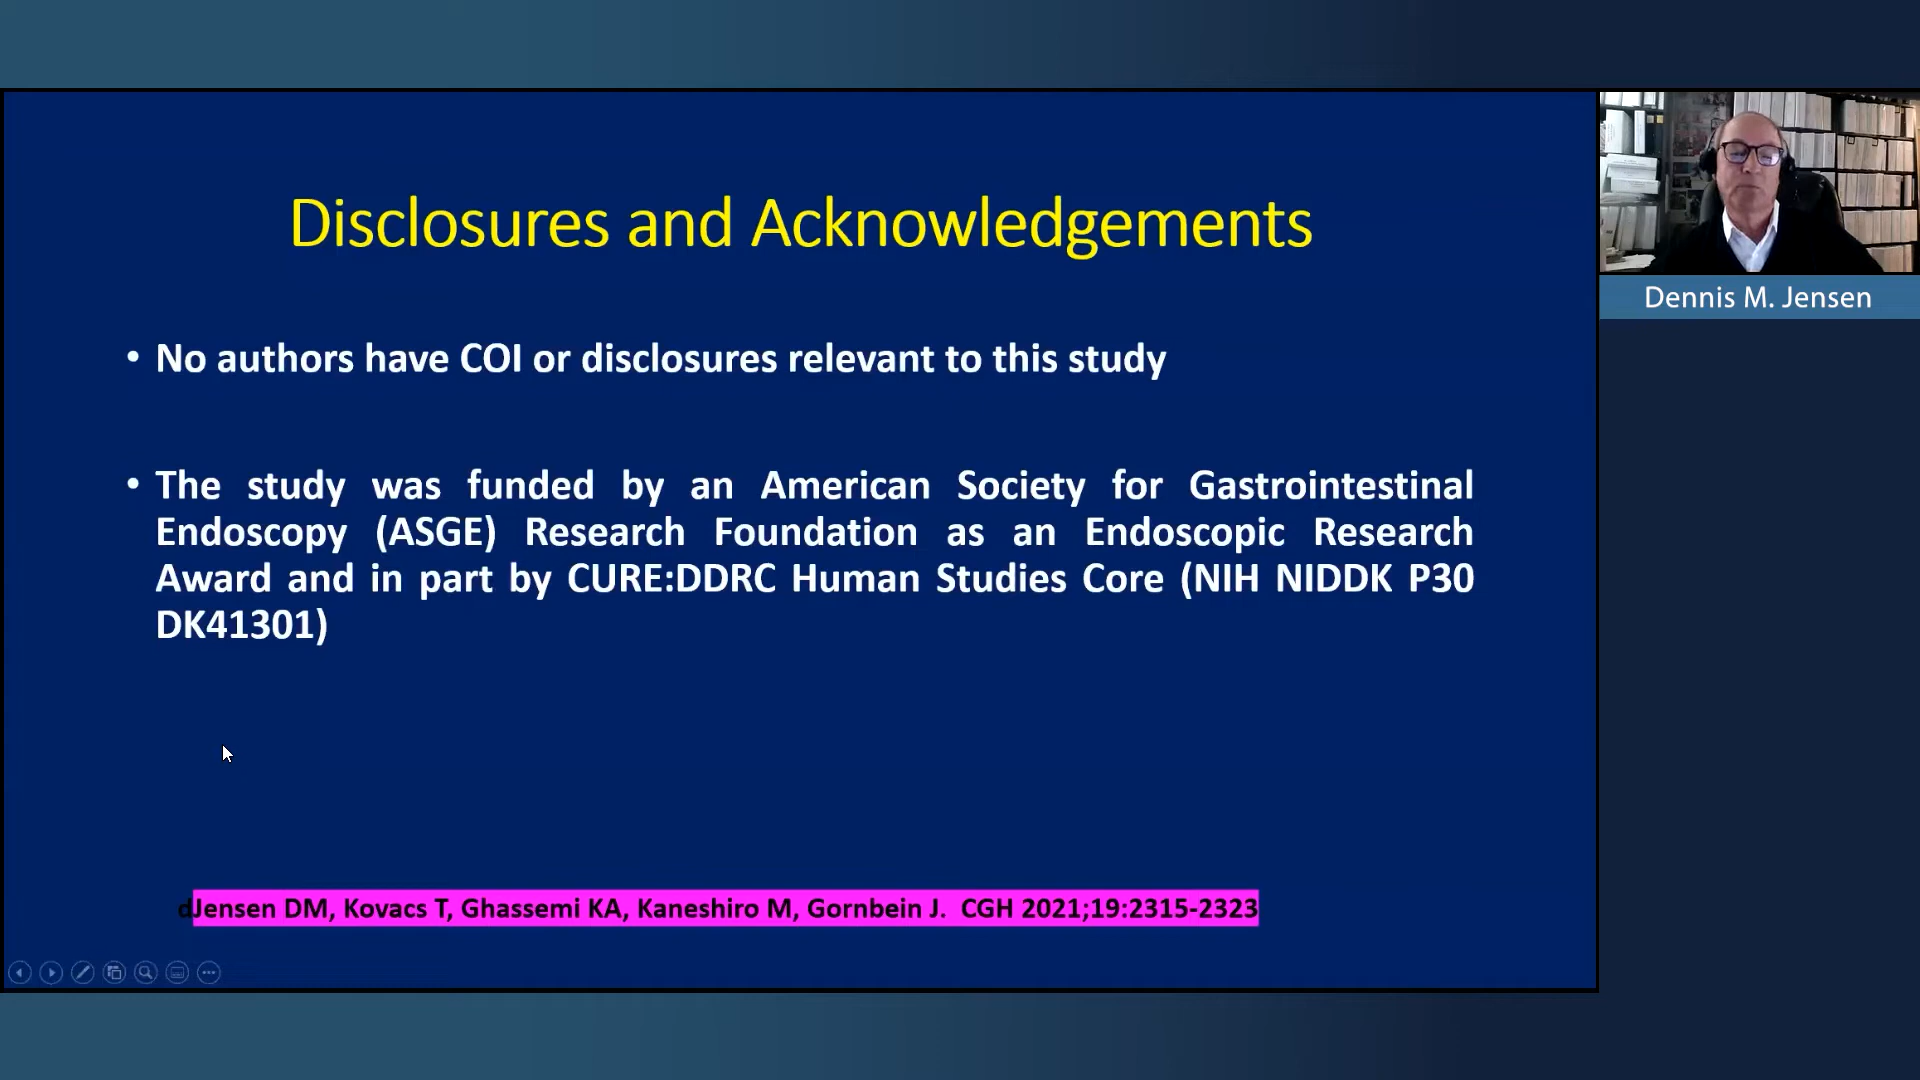 Disclosures and Acknowledgements
• No authors have COI or disclosures relevant to this study
• The study was funded by an American Society for Gastrointestinal
Endoscopy (ASGE) Research Foundation as an Endoscopic Research
Award and in part by CURE:DDRC Human Studies Core (NIH NIDDK P30
DK41301)
dJensen DM, Kovacs T, Ghassemi KA, Kaneshiro M, Gornbein J.  CGH 2021;19:2315-2323
Dennis M. Jensen